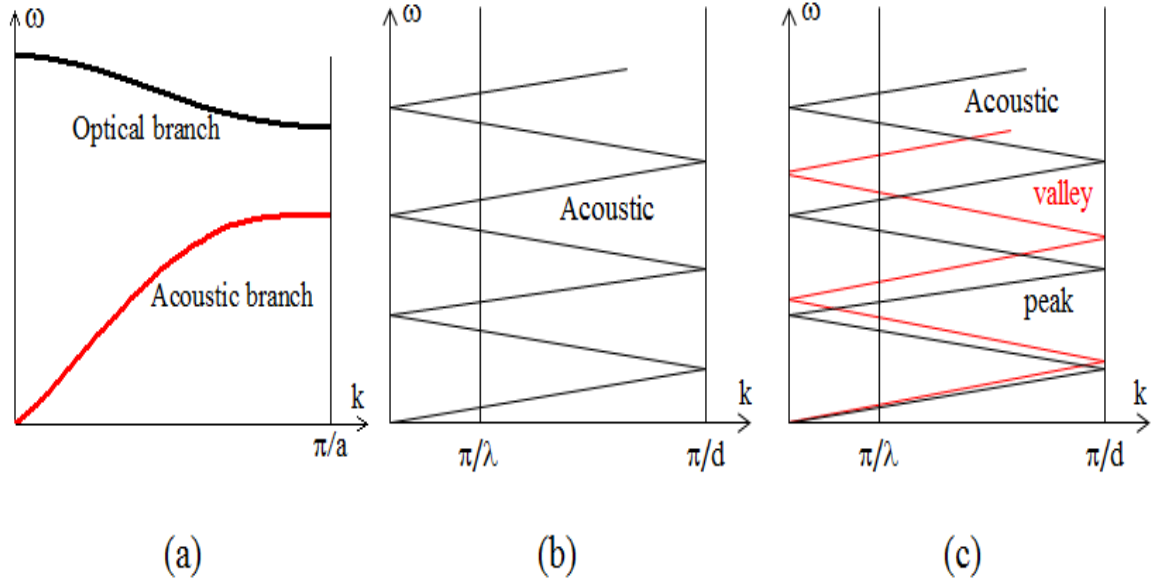 ω
Optical branch
Acoustic branch
k
π/a
(a)
ω
Acoustic
k
π/λ
π/d
(b)
ω
Acoustic
valley
peak
k
π/λ
π/d
(c)